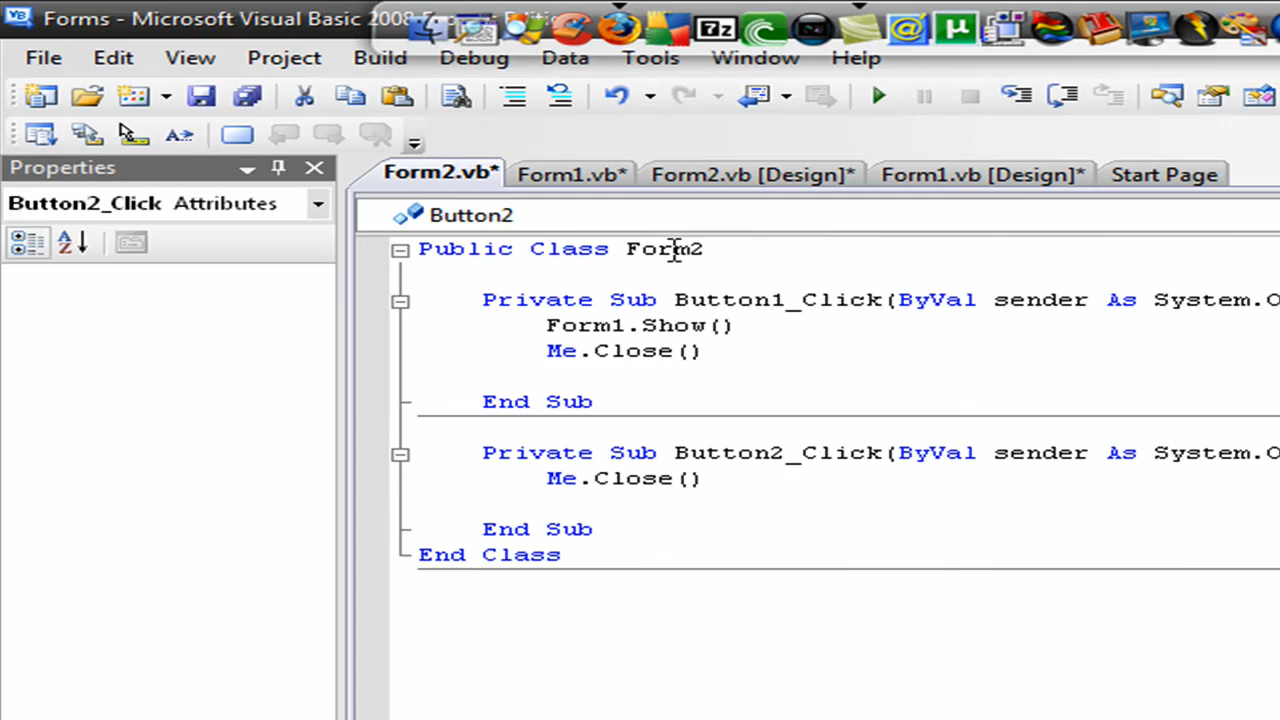 Forms - Microsoft Visual Basic 2008
File Edit View Project Build Debug Data Tools Window Help
Properties
Form2.vb* Form1.vb* Form2.vb [Design]* Form1.vb [Design]* Start Page
Button2_Click Attributes
Button2
Public Class Form2
Private Sub Button1_Click(ByVal sender As System.O
Form1.Show()
Me.Close()
End Sub
Private Sub Button2_Click(ByVal sender As System.O
Me.Close()
End Sub
End Class